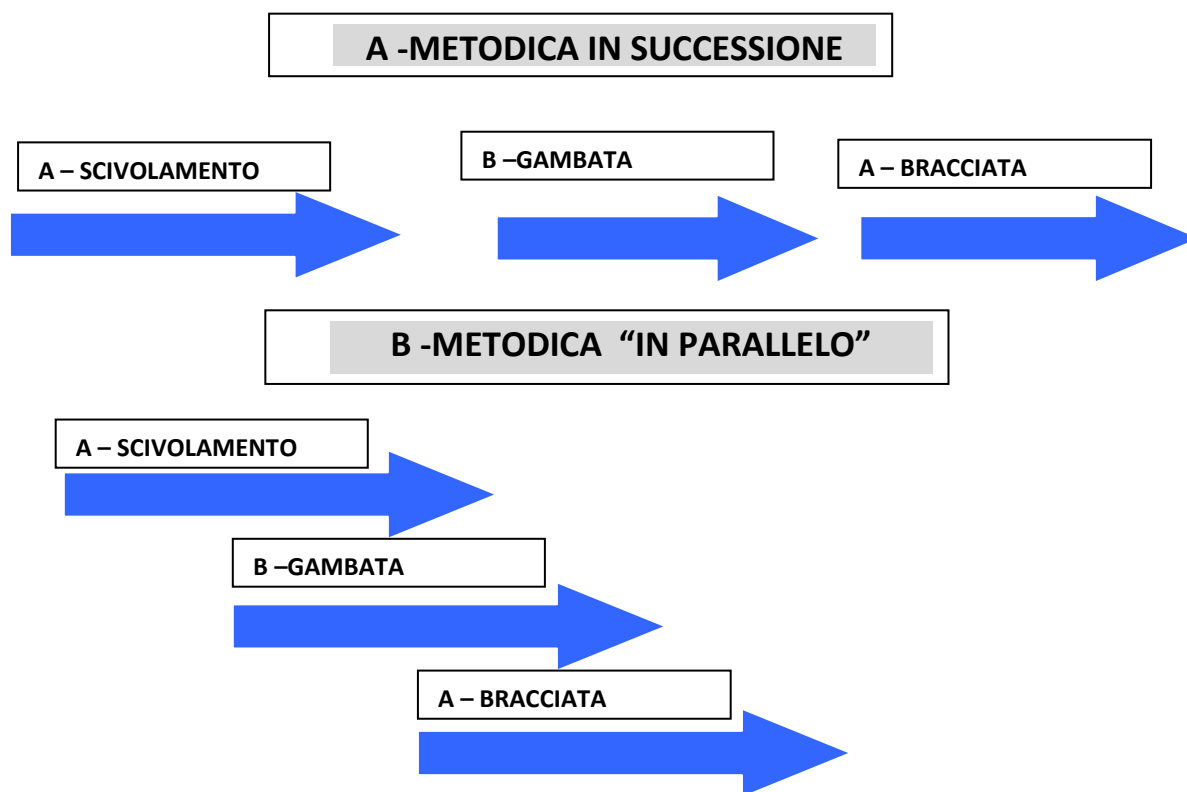 A -METODICA IN SUCCESSIONE
A – SCIVOLAMENTO
B –GAMBATA
A – BRACCIATA
B -METODICA “IN PARALLELO”
A – SCIVOLAMENTO
B –GAMBATA
A – BRACCIATA